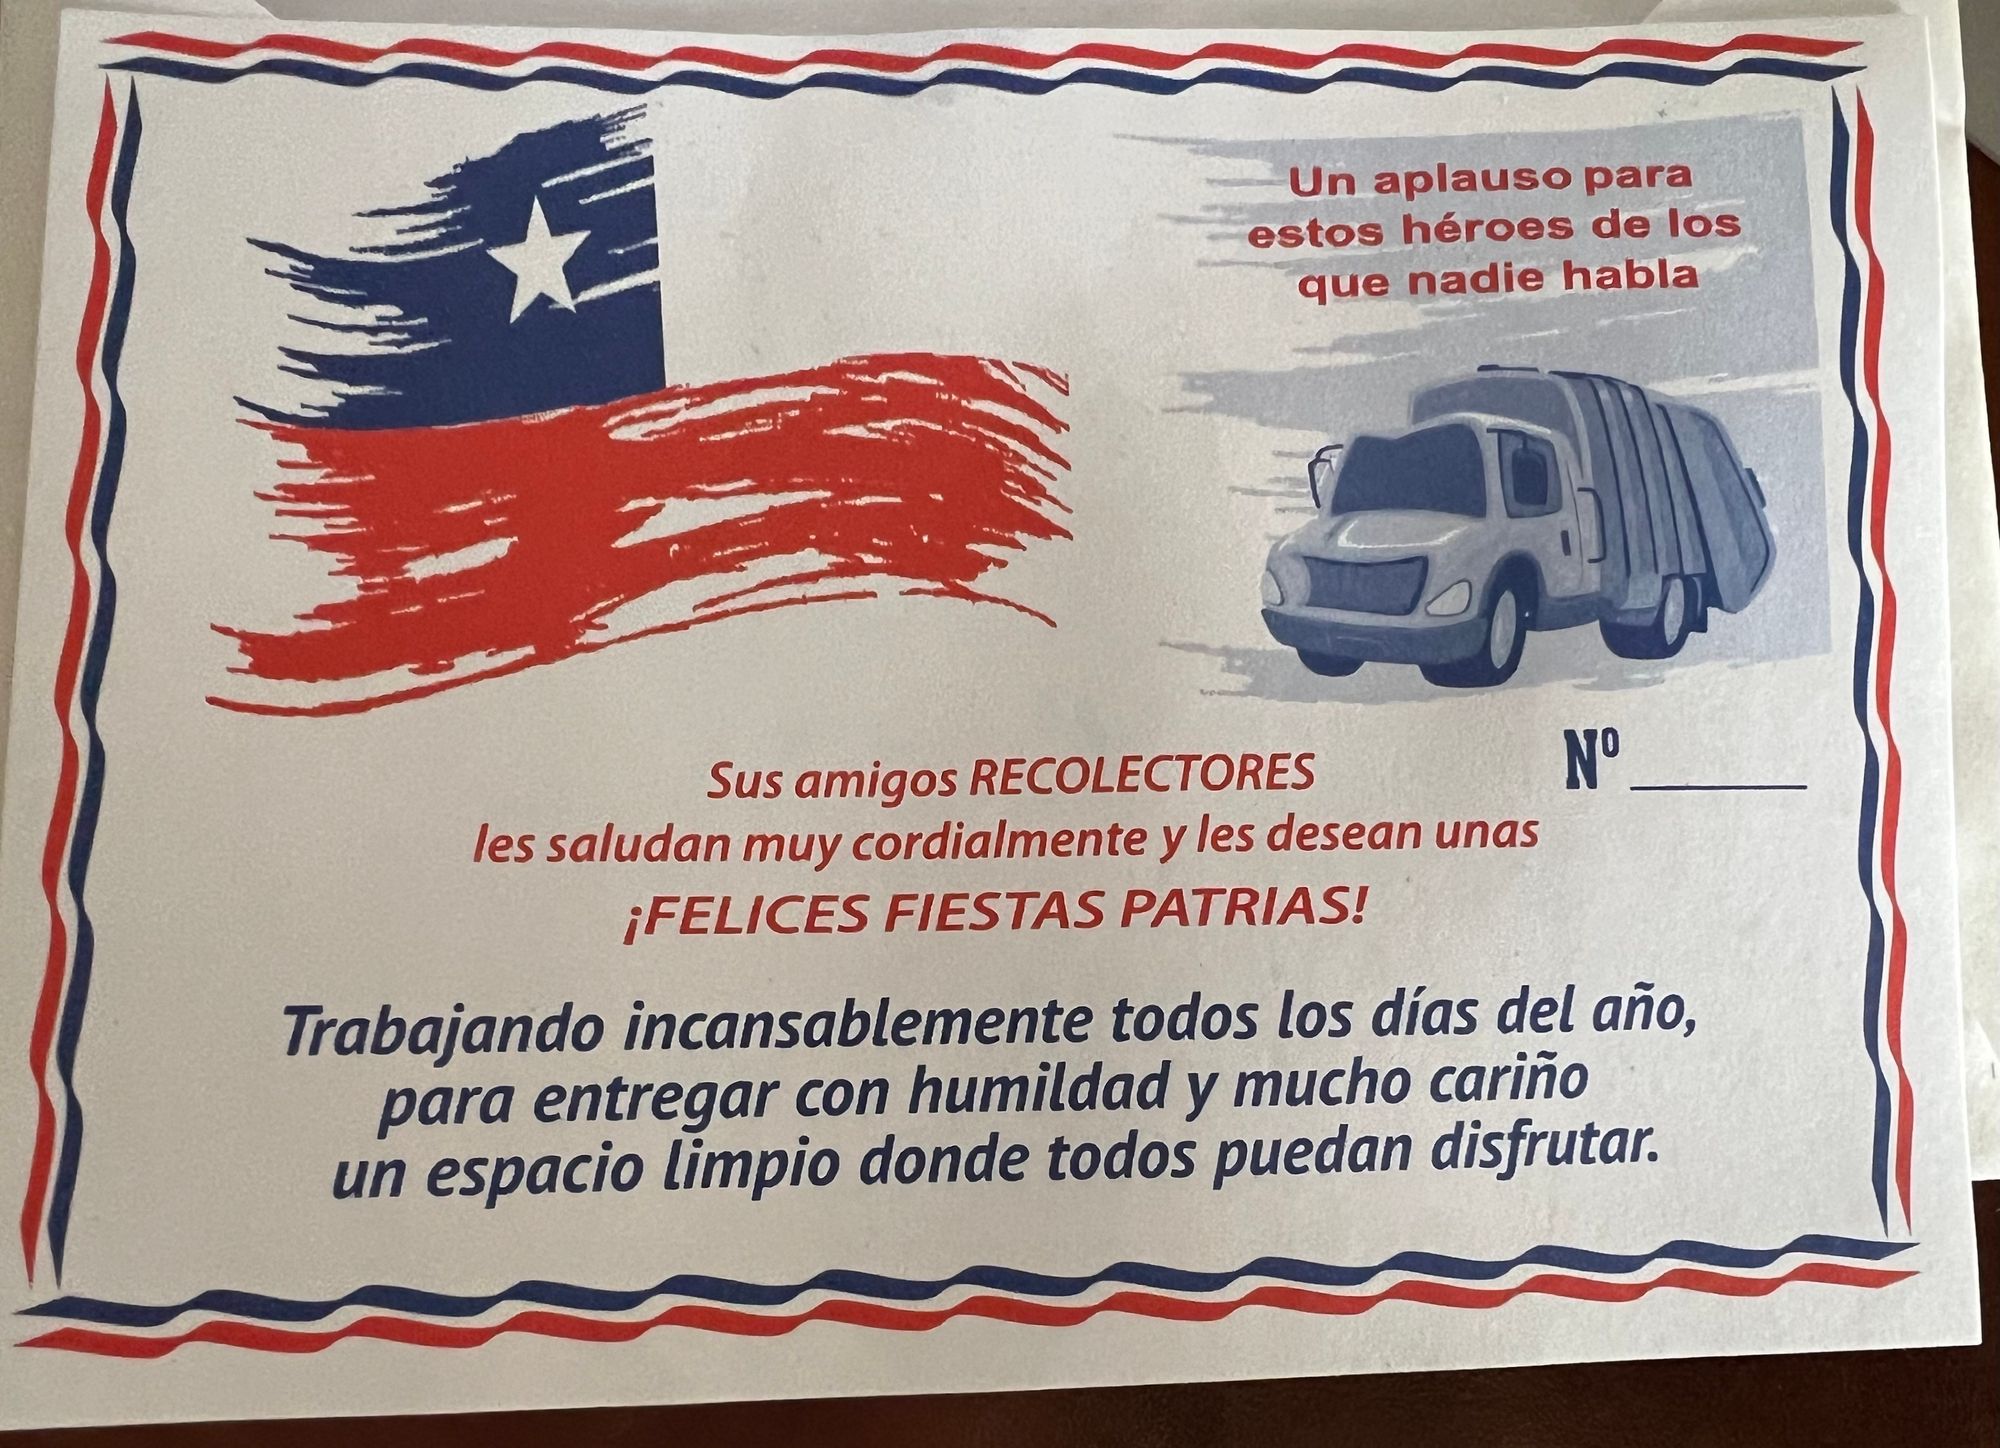 Un aplauso para
estos héroes de los
que nadie habla
Nº
Sus amigos RECOLECTORES
les saludan muy cordialmente y les desean unas
¡FELICES FIESTAS PATRIAS!
Trabajando incansablemente todos los días del año,
para entregar con humildad y mucho cariño
un espacio limpio donde todos puedan disfrutar.